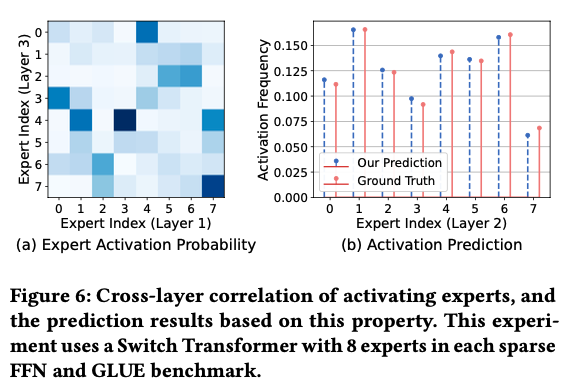 Expert Index (Layer 3)
0
1
2
3
4
5
6
7
0 1 2 3 4 5 6 7
Expert Index (Layer 1)
(a) Expert Activation Probability
Activation Frequency
0.150
0.125
0.100
0.075
0.050
0.025
0.000
Our Prediction
Ground Truth
0 1 2 3 4 5 6 7
Expert Index (Layer 2)
(b) Activation Prediction
Figure 6: Cross-layer correlation of activating experts, and
the prediction results based on this property. This experi-
ment uses a Switch Transformer with 8 experts in each sparse
FFN and GLUE benchmark.